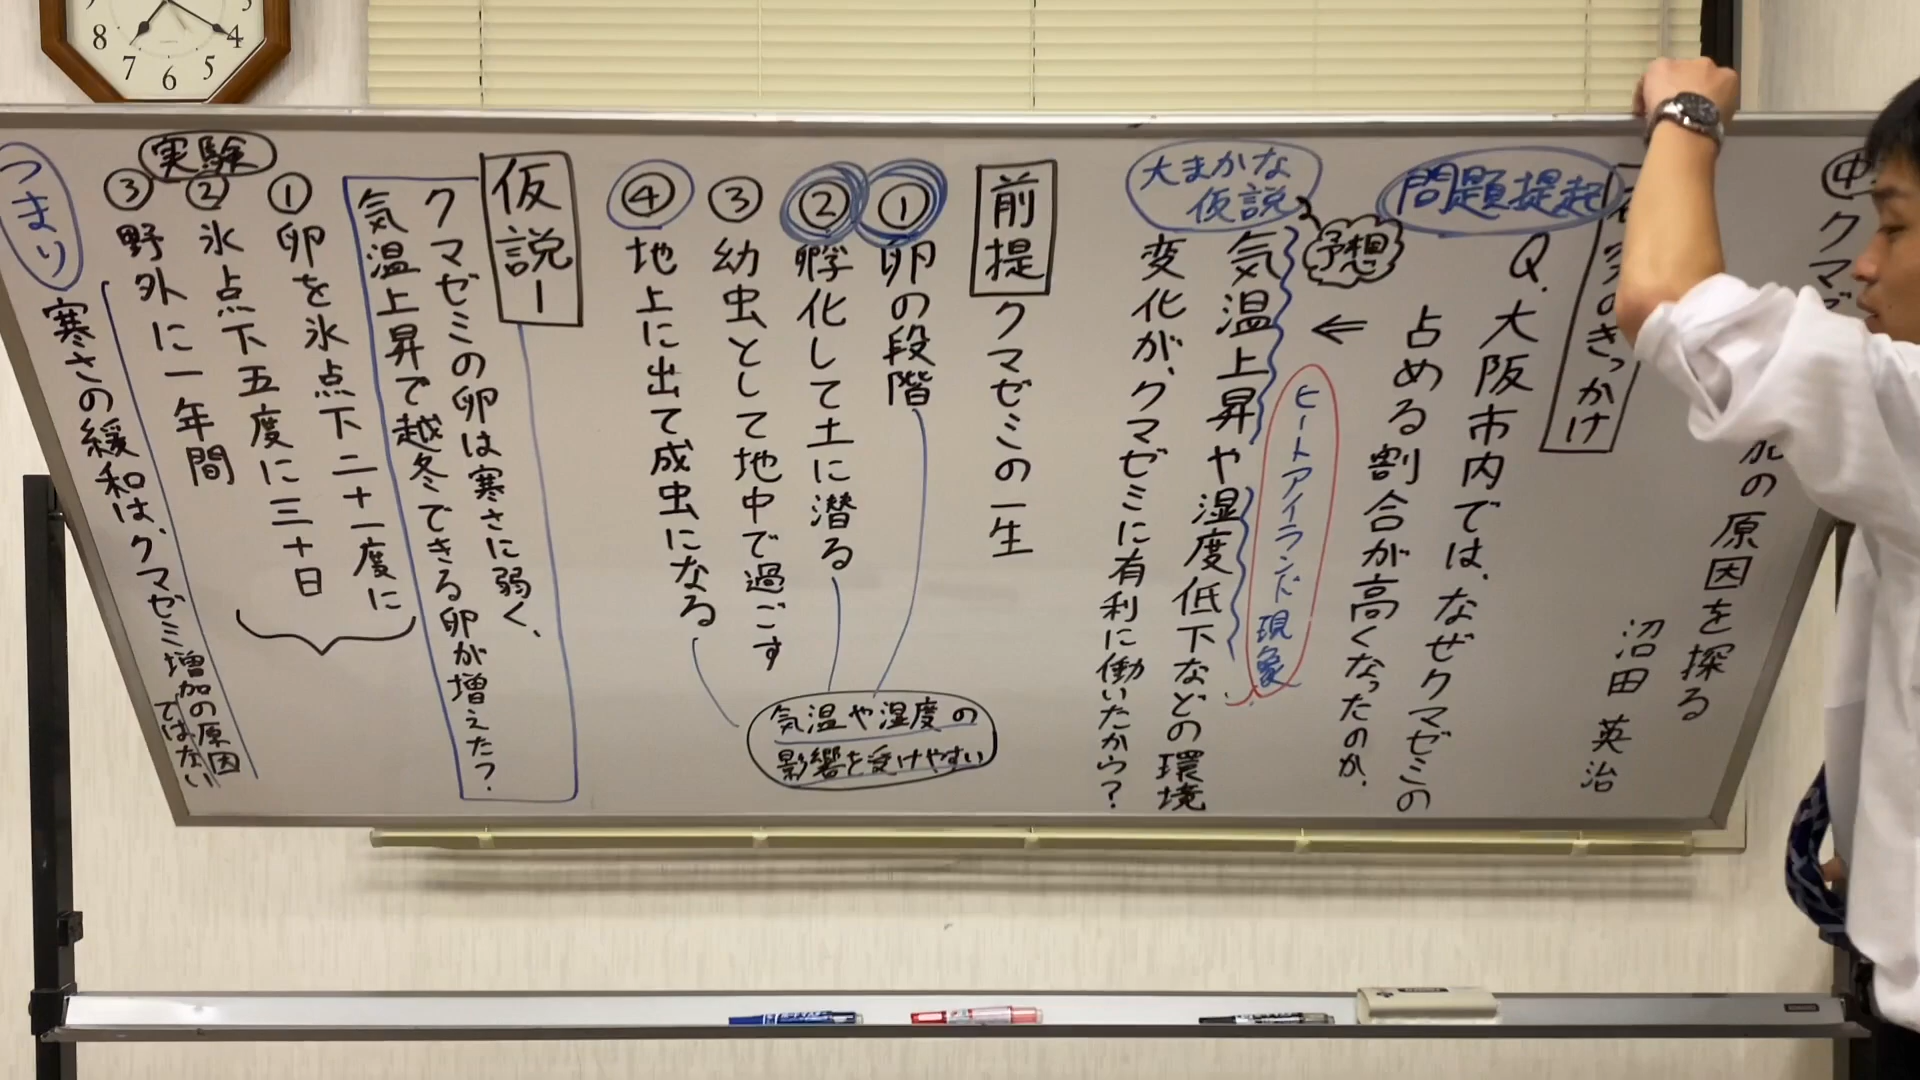 中
クマゼ
加の原因を探る
沼田 英治
のきっかけ
問題提起
Q.大阪市内では、なぜクマゼミの
占める割合が高くなったのか。
予想
⇐
ヒートアイランド現象
大まかな
仮説
気温上昇や湿度低下などの環境
変化が、クマゼミに有利に働いたから?
前提
クマゼミの一生
①卵の段階
②孵化して土に潜る
③幼虫として地中で過ごす
④地上に出て成虫になる
気温や湿度の
影響を受けやすい
仮説1
クマゼミの卵は寒さに弱く、
気温上昇で越冬できる卵が増えた?
実験
①卵を氷点下二十一度に
②氷点下五度に三十日
③野外に一年間
つまり
寒さの緩和は、クマゼミ増加の原因
ではない
8
7
6
5
4